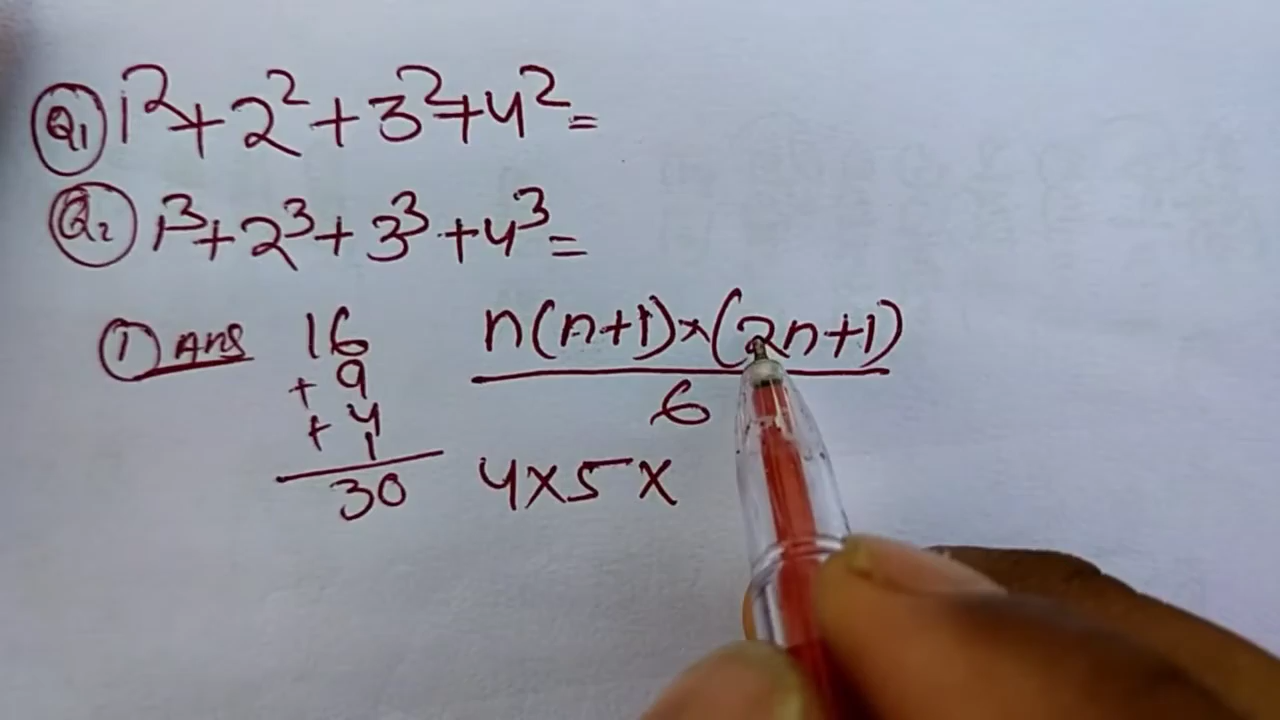 Q1 1² + 2² + 3² + 4² =
Q2 1³ + 2³ + 3³ + 4³ =
1) Ans 16
+ 9
+ 4
1
30
n(n+1)×(2n+1)
6
4×5×